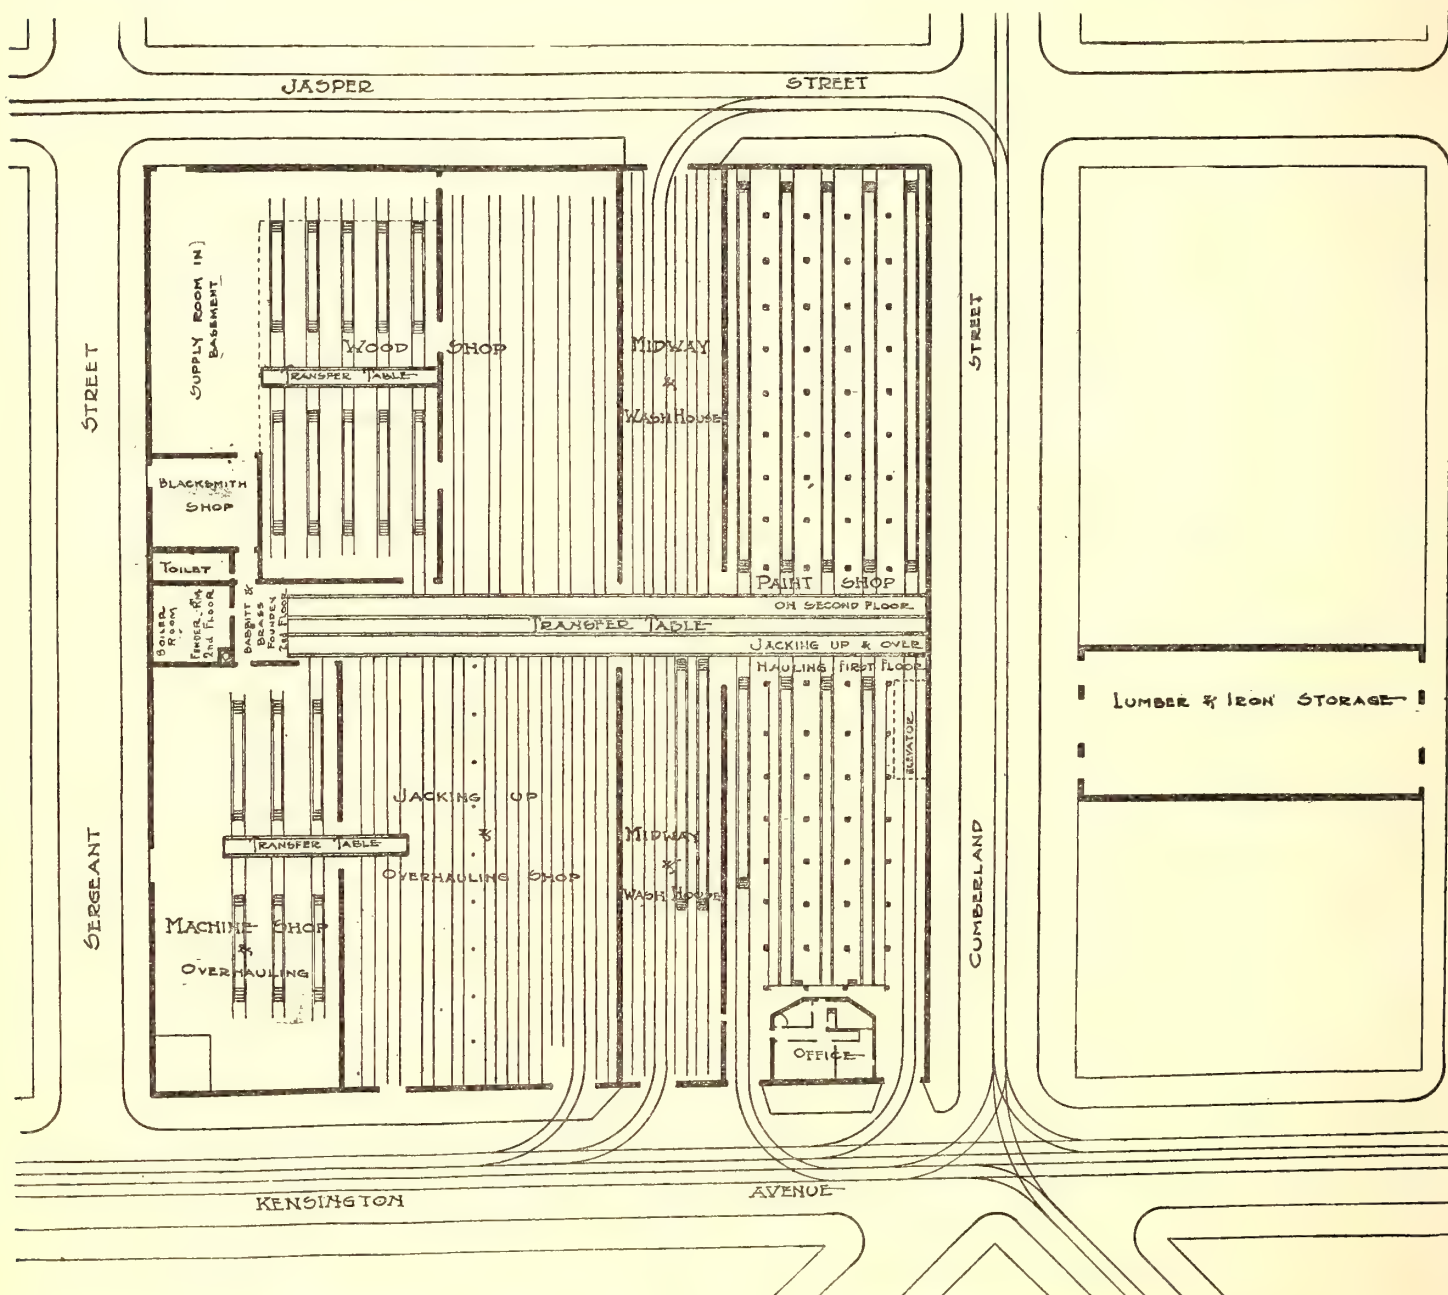 JASPER STREET
SUPPLY ROOM IN
BASEMENT
WOOD SHOP
TRANSFER TABLE
MIDWAY
&
WASH HOUSE
STREET
STREET
BLACKSMITH
SHOP
TOILET
BOILER
ROOM
FENDER RM.
2nd FLOOR
BABBITT &
BRASS
FOUNDRY
2nd FLOOR
PAINT SHOP
ON SECOND FLOOR
TRANSFER TABLE
JACKING UP & OVER
HAULING FIRST FLOOR
ELEVATOR
LUMBER & IRON STORAGE
JACKING UP
&
OVERHAULING SHOP
MIDWAY
&
WASH HOUSE
TRANSFER TABLE
MACHINE SHOP
&
OVERHAULING
SERGEANT
CUMBERLAND
OFFICE
KENSINGTON AVENUE